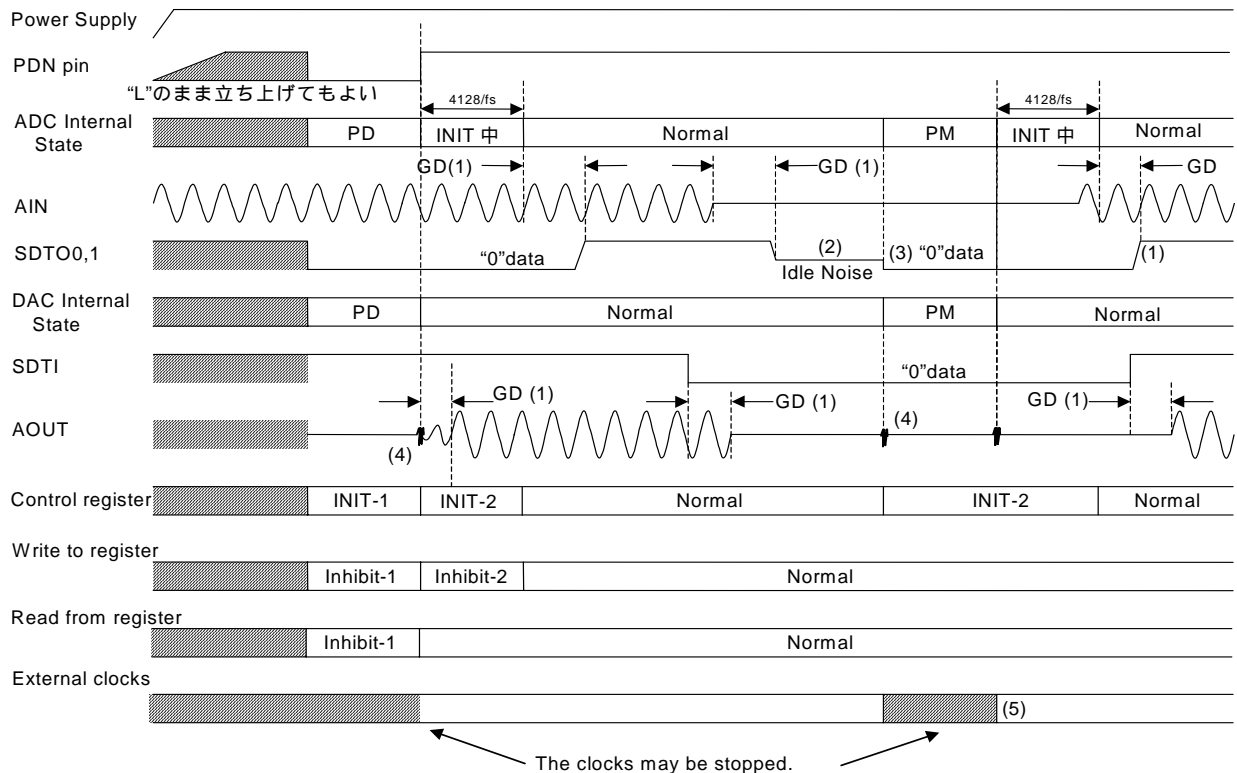 Power Supply
PDN pin
“L”のまま立ち上げてもよい
4128/fs
4128/fs
ADC Internal
State
PD
INIT 中
Normal
PM
INIT 中
Normal
GD(1)
GD (1)
GD
AIN
SDTO0,1
“0”data
(2)
Idle Noise
(3) “0”data
(1)
DAC Internal
State
PD
Normal
PM
Normal
SDTI
“0”data
GD (1)
GD (1)
GD (1)
AOUT
(4)
(4)
Control register
INIT-1
INIT-2
Normal
INIT-2
Normal
Write to register
Inhibit-1
Inhibit-2
Normal
Read from register
Inhibit-1
Normal
External clocks
(5)
The clocks may be stopped.